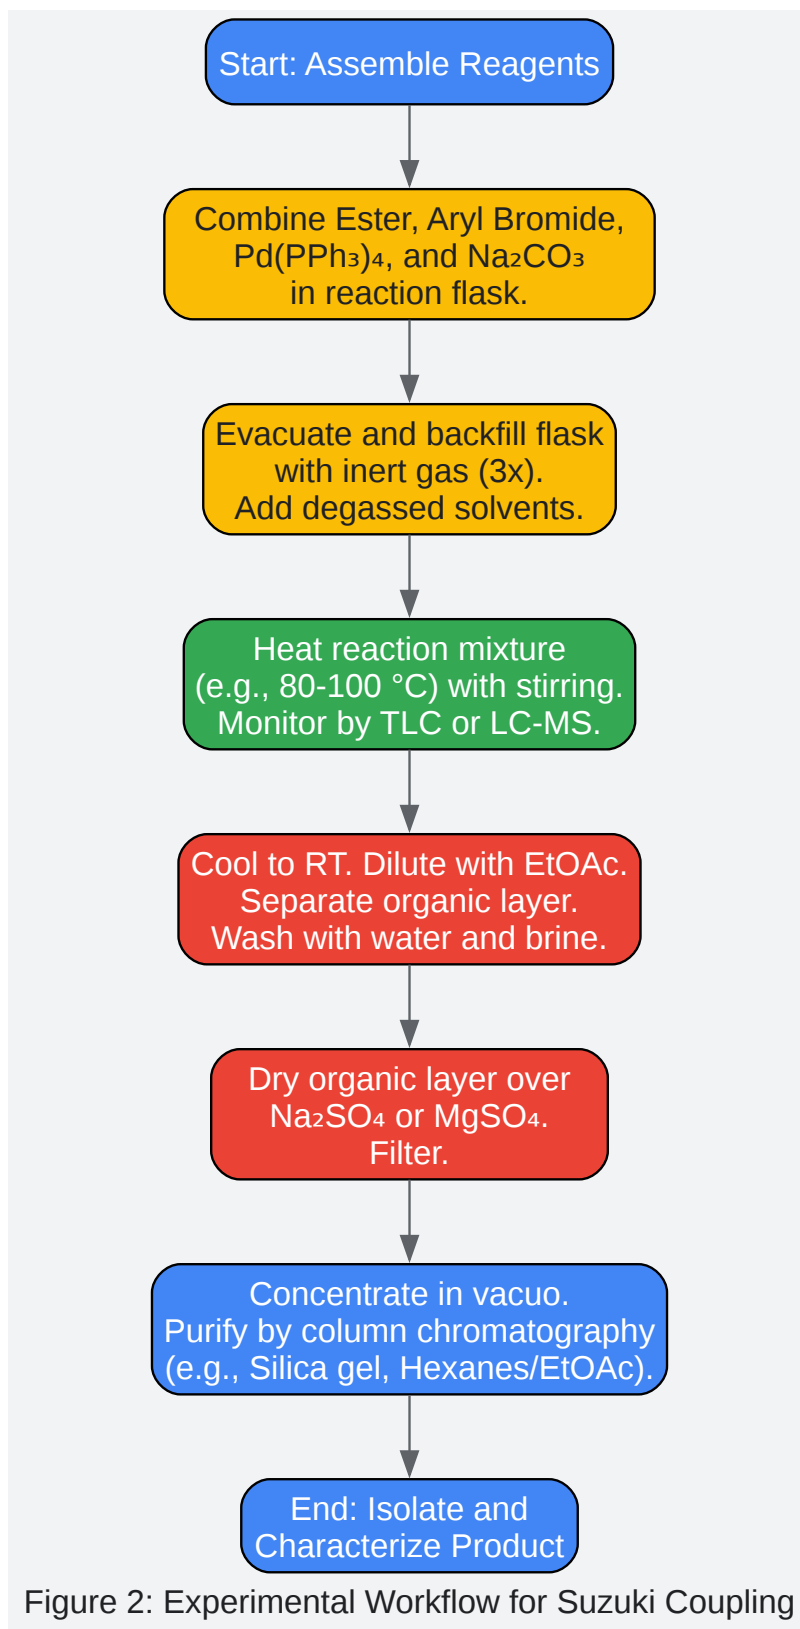 Start: Assemble Reagents
Combine Ester, Aryl Bromide,
Pd(PPh₃)₄, and Na₂CO₃
in reaction flask.
Evacuate and backfill flask
with inert gas (3x).
Add degassed solvents.
Heat reaction mixture
(e.g., 80-100 °C) with stirring.
Monitor by TLC or LC-MS.
Cool to RT. Dilute with EtOAc.
Separate organic layer.
Wash with water and brine.
Dry organic layer over
Na₂SO₄ or MgSO₄.
Filter.
Concentrate in vacuo.
Purify by column chromatography
(e.g., Silica gel, Hexanes/EtOAc).
End: Isolate and
Characterize Product
Figure 2: Experimental Workflow for Suzuki Coupling